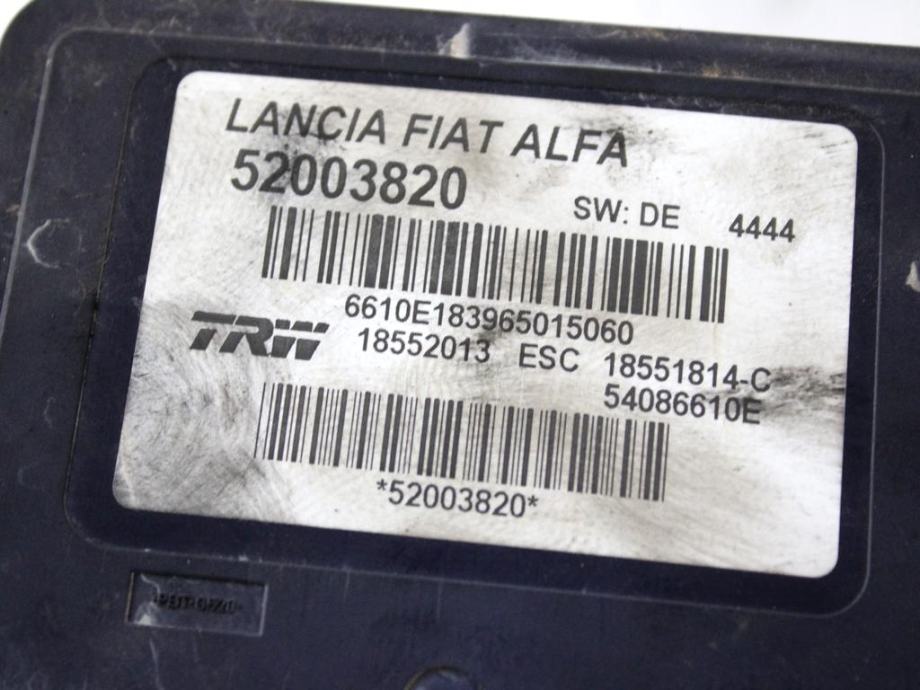 LANCIA FIAT ALFA
52003820
SW: DE 4444
6610E183965015060
TRW 18552013 ESC 18551814-C
54086610E
*52003820*